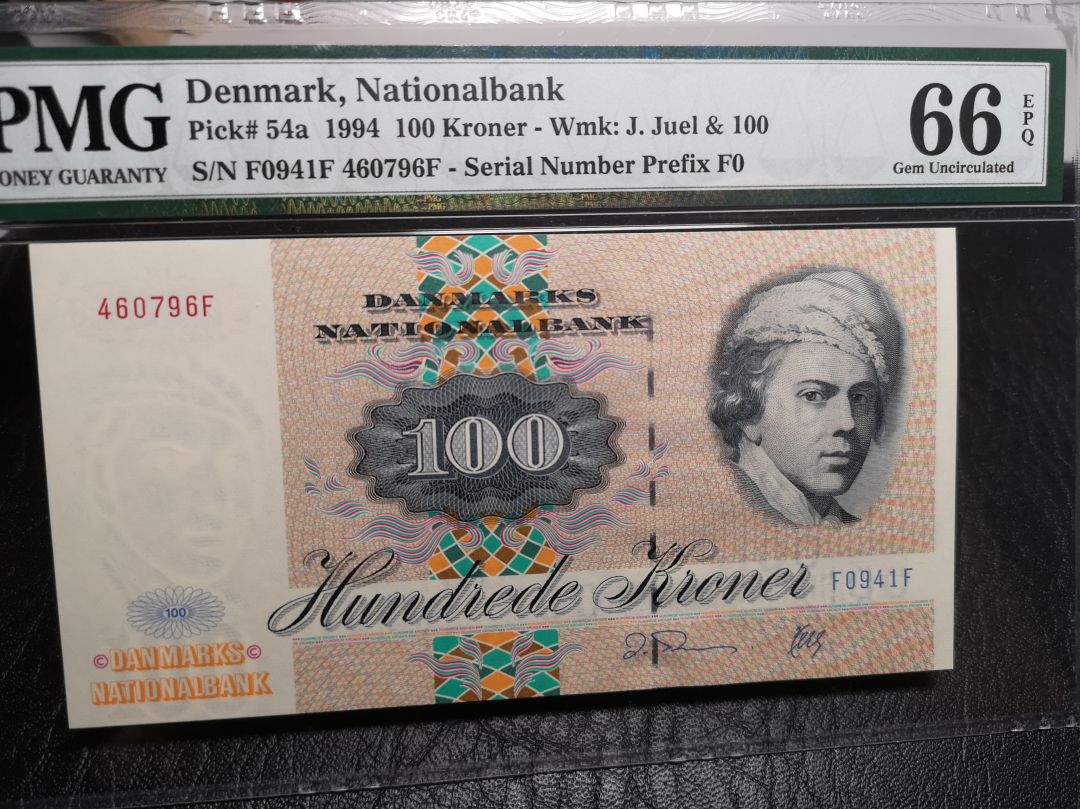 PMG
ONEY GUARANTY
Denmark, Nationalbank
Pick# 54a 1994 100 Kroner - Wmk: J. Juel & 100
S/N F0941F 460796F - Serial Number Prefix F0
66
EPQ
Gem Uncirculated
460796F
DANMARKS
NATIONALBANK
100
Hundrede Kroner
F0941F
100
©DANMARKS©
NATIONALBANK